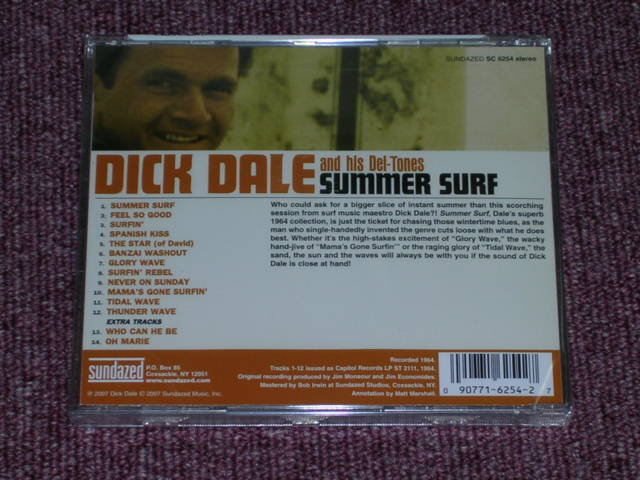 SUNDAZED SC 6254 stereo
DICK DALE and his Del-Tones
SUMMER SURF
1. SUMMER SURF
2. FEEL SO GOOD
3. SURFIN'
4. SPANISH KISS
5. THE STAR (of David)
6. BANZAI WASHOUT
7. GLORY WAVE
8. SURFIN' REBEL
9. NEVER ON SUNDAY
10. MAMA'S GONE SURFIN'
11. TIDAL WAVE
12. THUNDER WAVE
EXTRA TRACKS
13. WHO CAN HE BE
14. OH MARIE
Who could ask for a bigger slice of instant summer than this scorching
session from surf music maestro Dick Dale?! Summer Surf, Dale's superb
1964 collection, is just the ticket for chasing those wintertime blues, as the
man who single-handedly invented the genre cuts loose with what he does
best. Whether it's the high-stakes excitement of "Glory Wave," the wacky
hand-jive of "Mama's Gone Surfin'" or the raging glory of "Tidal Wave," the
sand, the sun and the waves will always be with you if the sound of Dick
Dale is close at hand!
sundazed
P.O. Box 85
Coxsackie, NY. 12051
www.sundazed.com
℗ 2007 Dick Dale © 2007 Sundazed Music, Inc.
Recorded 1964.
Tracks 1-12 issued as Capitol Records LP ST 2111, 1964.
Original recording produced by Jim Monsour and Jim Economides.
Mastered by Bob Irwin at Sundazed Studios, Coxsackie, NY.
Annotation by Matt Marshall.
0 90771-6254-2 7